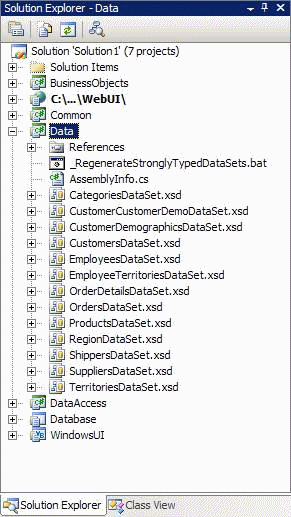 Solution Explorer - Data
Solution 'Solution1' (7 projects)
Solution Items
BusinessObjects
C:\...\WebUI\
Common
Data
References
_RegenerateStronglyTypedDataSets.bat
AssemblyInfo.cs
CategoriesDataSet.xsd
CustomerCustomerDemoDataSet.xsd
CustomerDemographicsDataSet.xsd
CustomersDataSet.xsd
EmployeesDataSet.xsd
EmployeeTerritoriesDataSet.xsd
OrderDetailsDataSet.xsd
OrdersDataSet.xsd
ProductsDataSet.xsd
RegionDataSet.xsd
ShippersDataSet.xsd
SuppliersDataSet.xsd
TerritoriesDataSet.xsd
DataAccess
Database
WindowsUI
Solution Explorer Class View